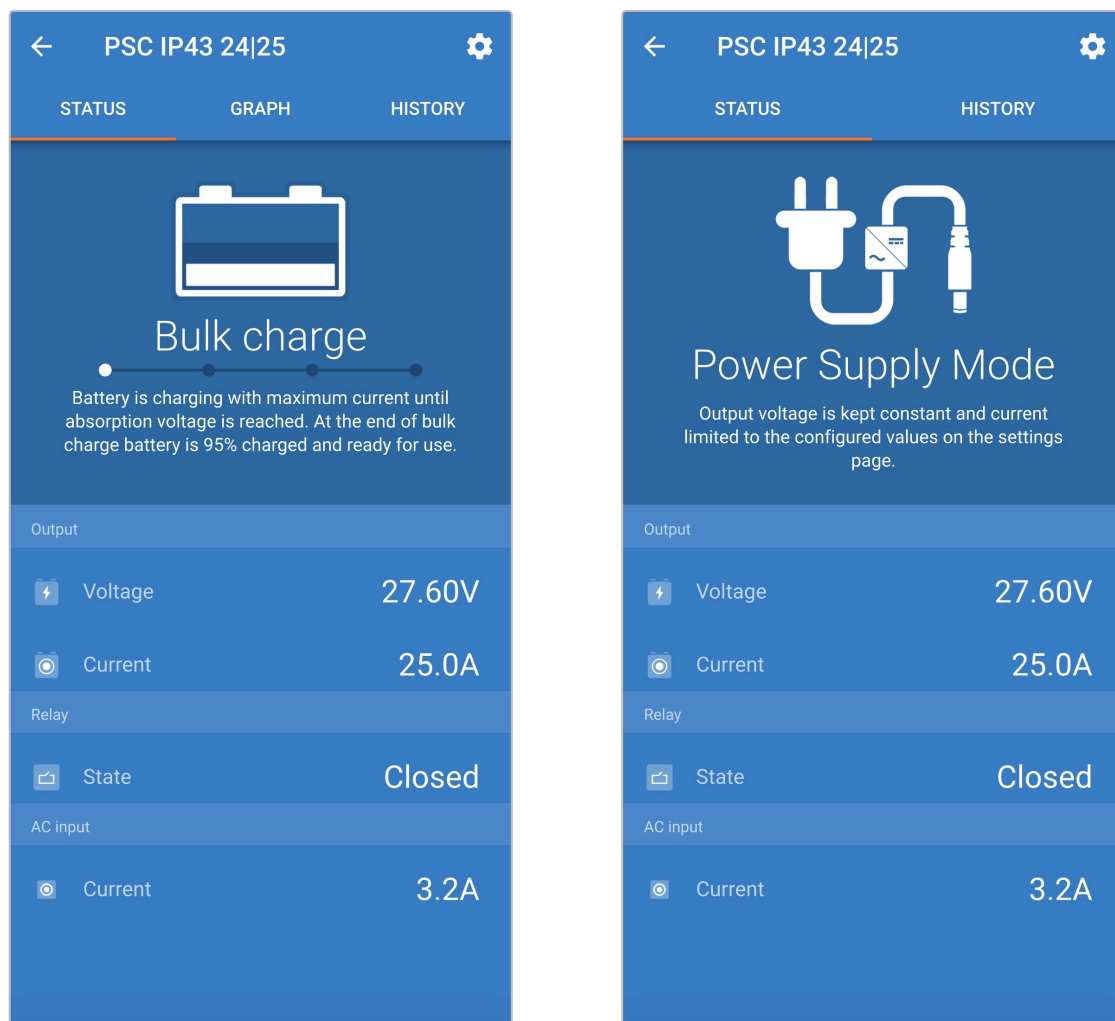 PSC IP43 24|25
STATUS GRAPH HISTORY
Bulk charge
Battery is charging with maximum current until
absorption voltage is reached. At the end of bulk
charge battery is 95% charged and ready for use.
Output
Voltage 27.60V
Current 25.0A
Relay
State Closed
AC input
Current 3.2A
PSC IP43 24|25
STATUS HISTORY
Power Supply Mode
Output voltage is kept constant and current
limited to the configured values on the settings
page.
Output
Voltage 27.60V
Current 25.0A
Relay
State Closed
AC input
Current 3.2A